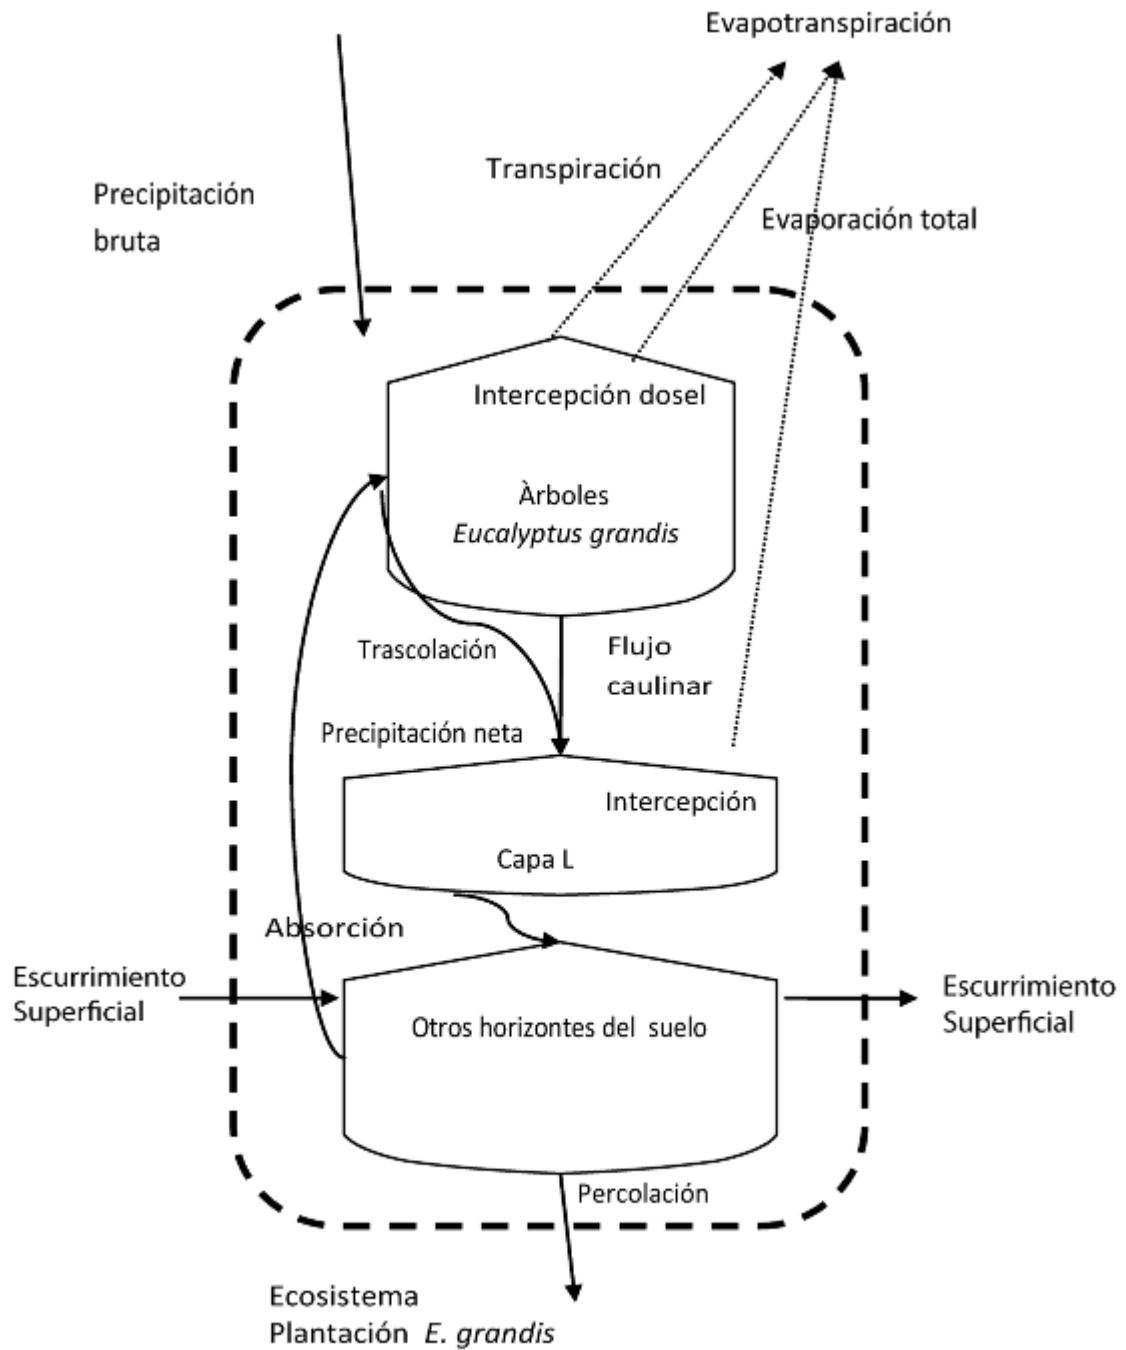 Evapotranspiración
Transpiración
Precipitación
bruta
Evaporación total
Intercepción dosel
Àrboles
Eucalyptus grandis
Trascolación
Flujo
caulinar
Precipitación neta
Intercepción
Capa L
Absorción
Escurrimiento
Superficial
Otros horizontes del suelo
Escurrimiento
Superficial
Percolación
Ecosistema
Plantación E. grandis